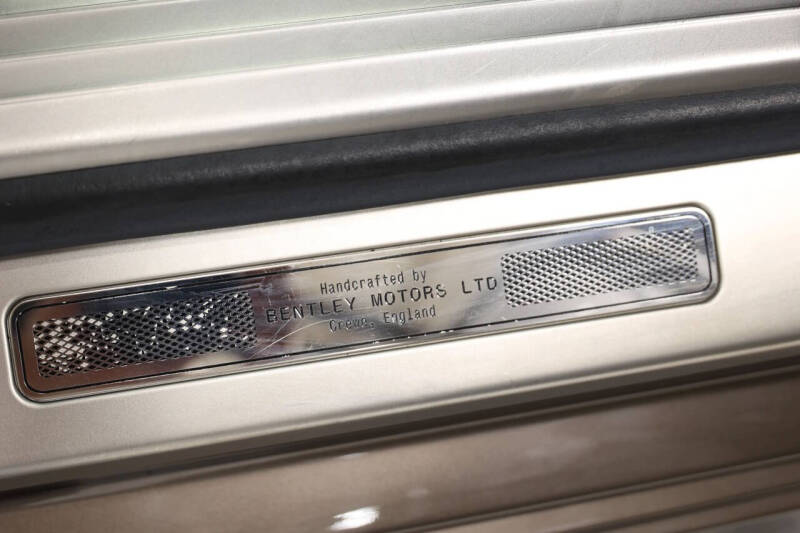 Handcrafted by
BENTLEY MOTORS LTD
Crewe, England